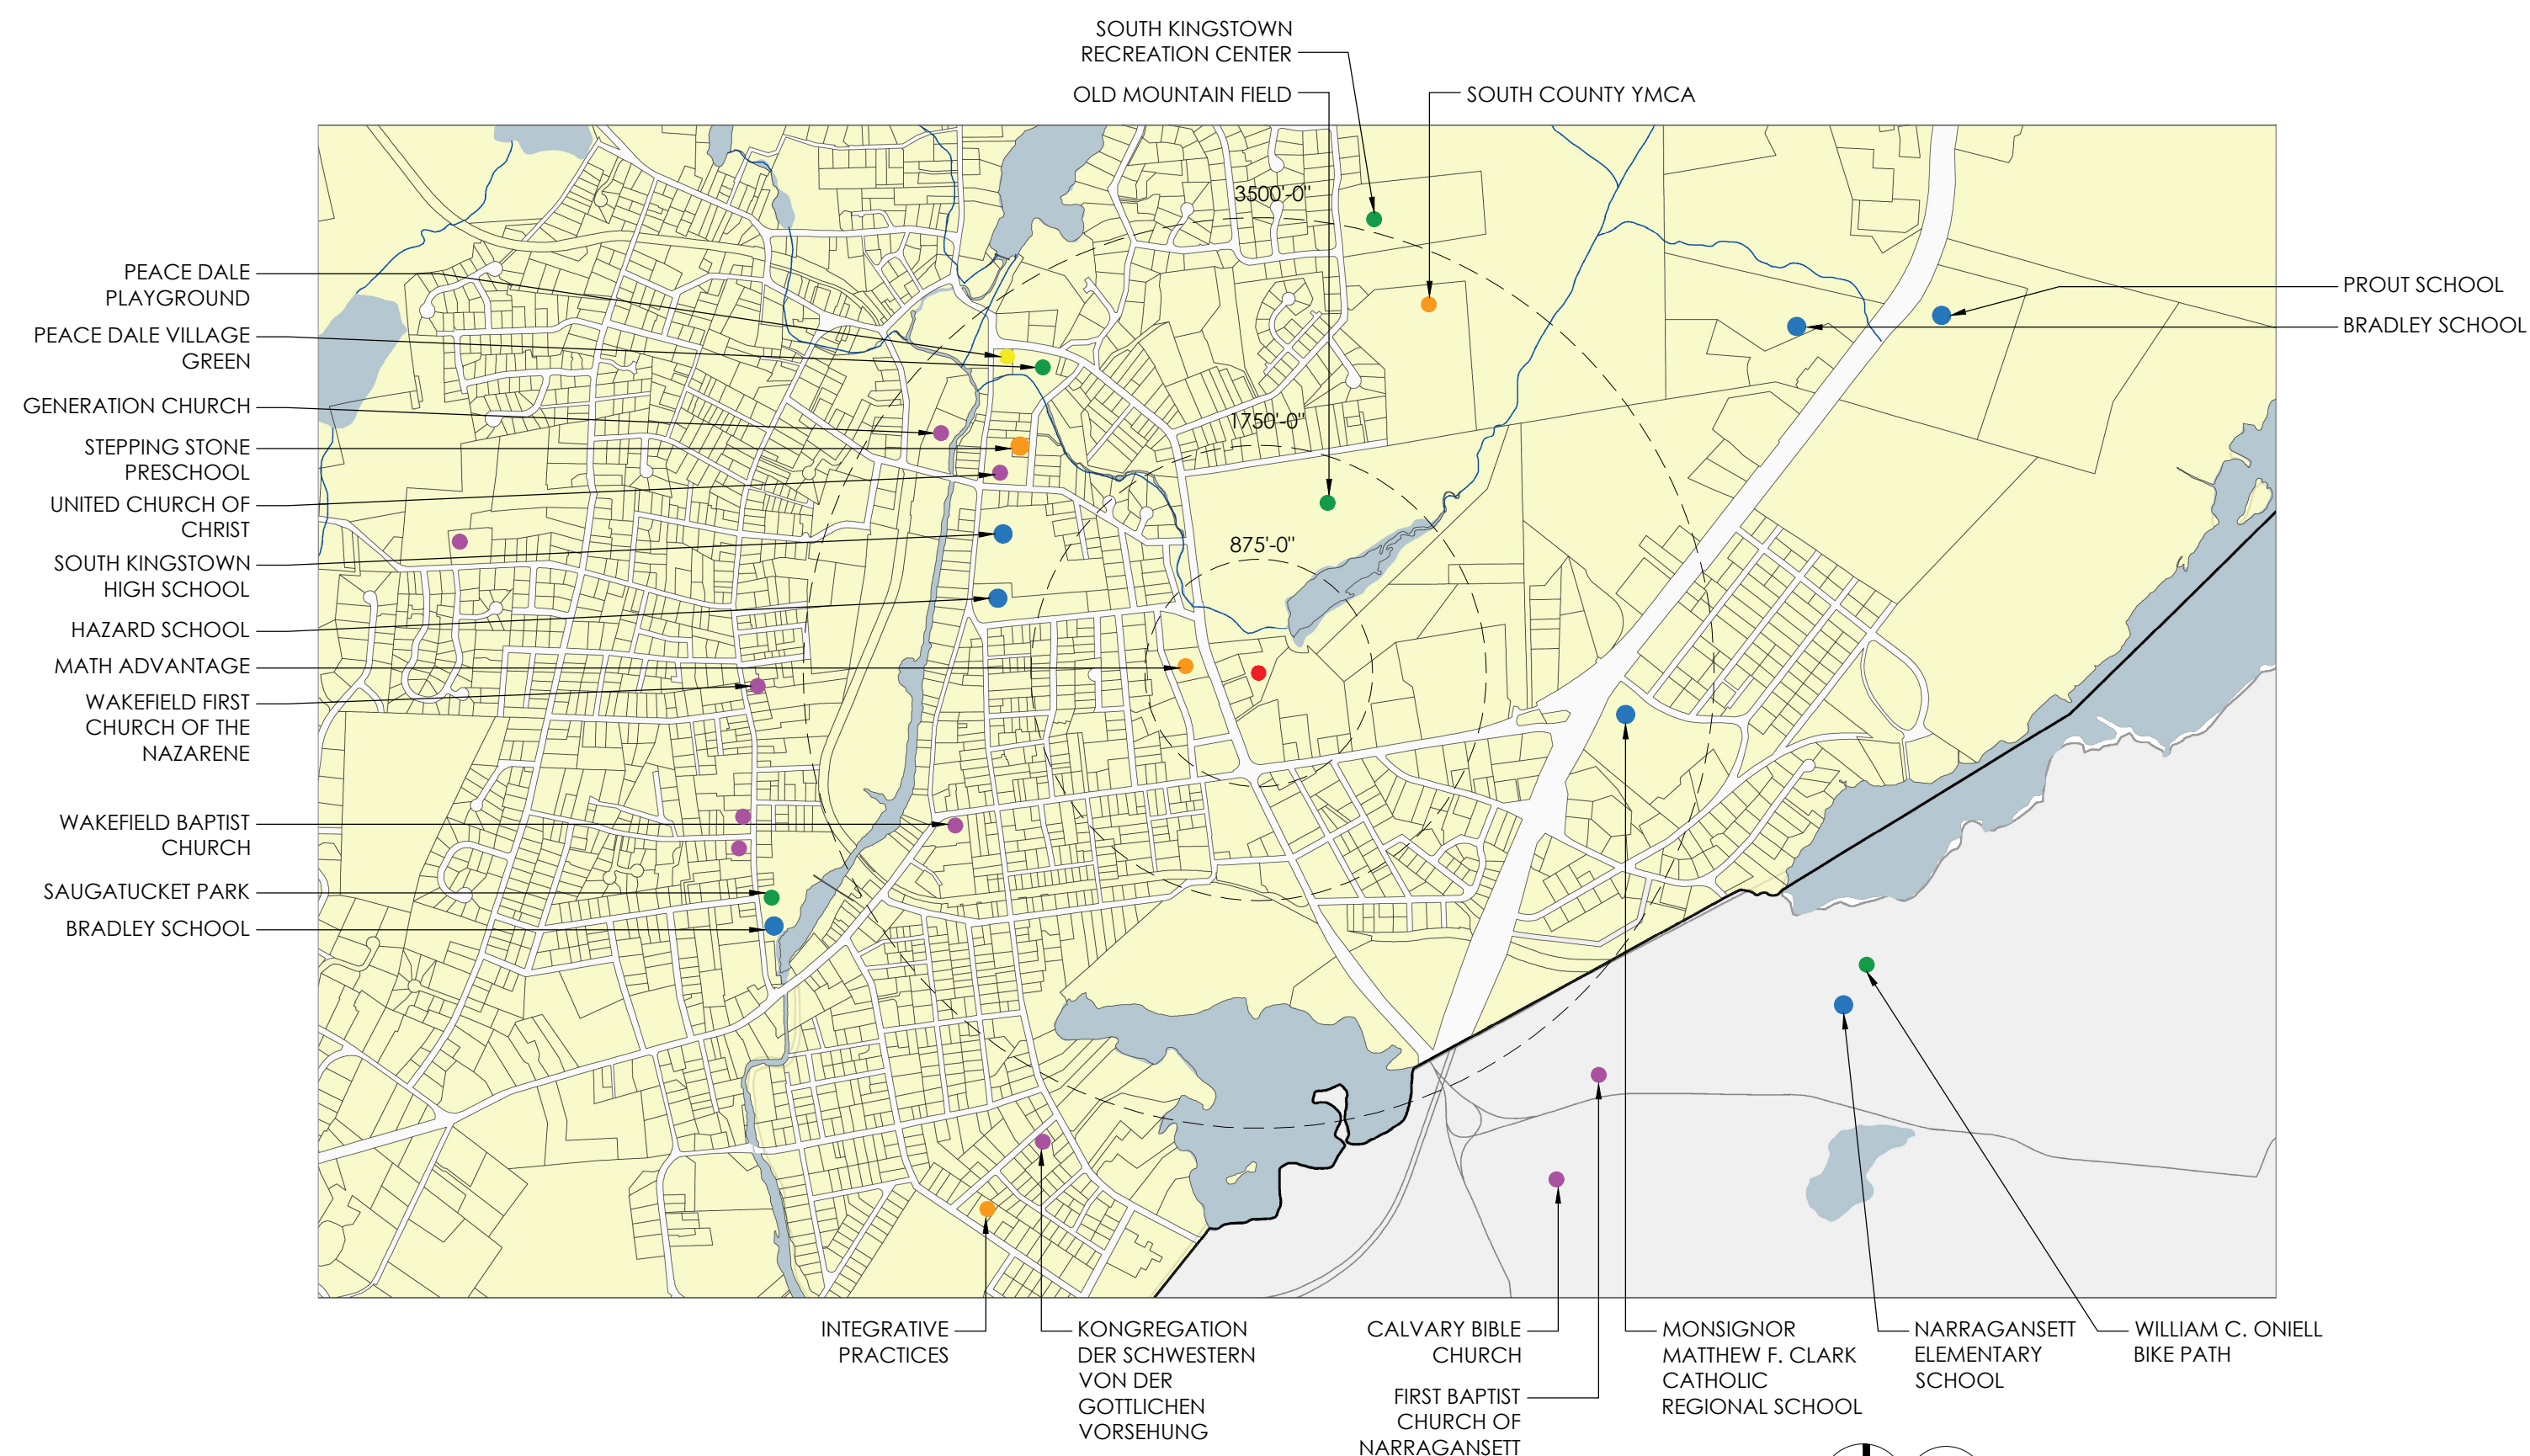 SOUTH KINGSTOWN
RECREATION CENTER
OLD MOUNTAIN FIELD
SOUTH COUNTY YMCA
3500'-0"
PEACE DALE
PLAYGROUND
PROUT SCHOOL
PEACE DALE VILLAGE
GREEN
BRADLEY SCHOOL
GENERATION CHURCH
1750'-0"
STEPPING STONE
PRESCHOOL
UNITED CHURCH OF
CHRIST
875'-0"
SOUTH KINGSTOWN
HIGH SCHOOL
HAZARD SCHOOL
MATH ADVANTAGE
WAKEFIELD FIRST
CHURCH OF THE
NAZARENE
WAKEFIELD BAPTIST
CHURCH
SAUGATUCKET PARK
BRADLEY SCHOOL
INTEGRATIVE
PRACTICES
KONGREGATION
DER SCHWESTERN
VON DER
GOTTLICHEN
VORSEHUNG
CALVARY BIBLE
CHURCH
FIRST BAPTIST
CHURCH OF
NARRAGANSETT
MONSIGNOR
MATTHEW F. CLARK
CATHOLIC
REGIONAL SCHOOL
NARRAGANSETT
ELEMENTARY
SCHOOL
WILLIAM C. ONIELL
BIKE PATH